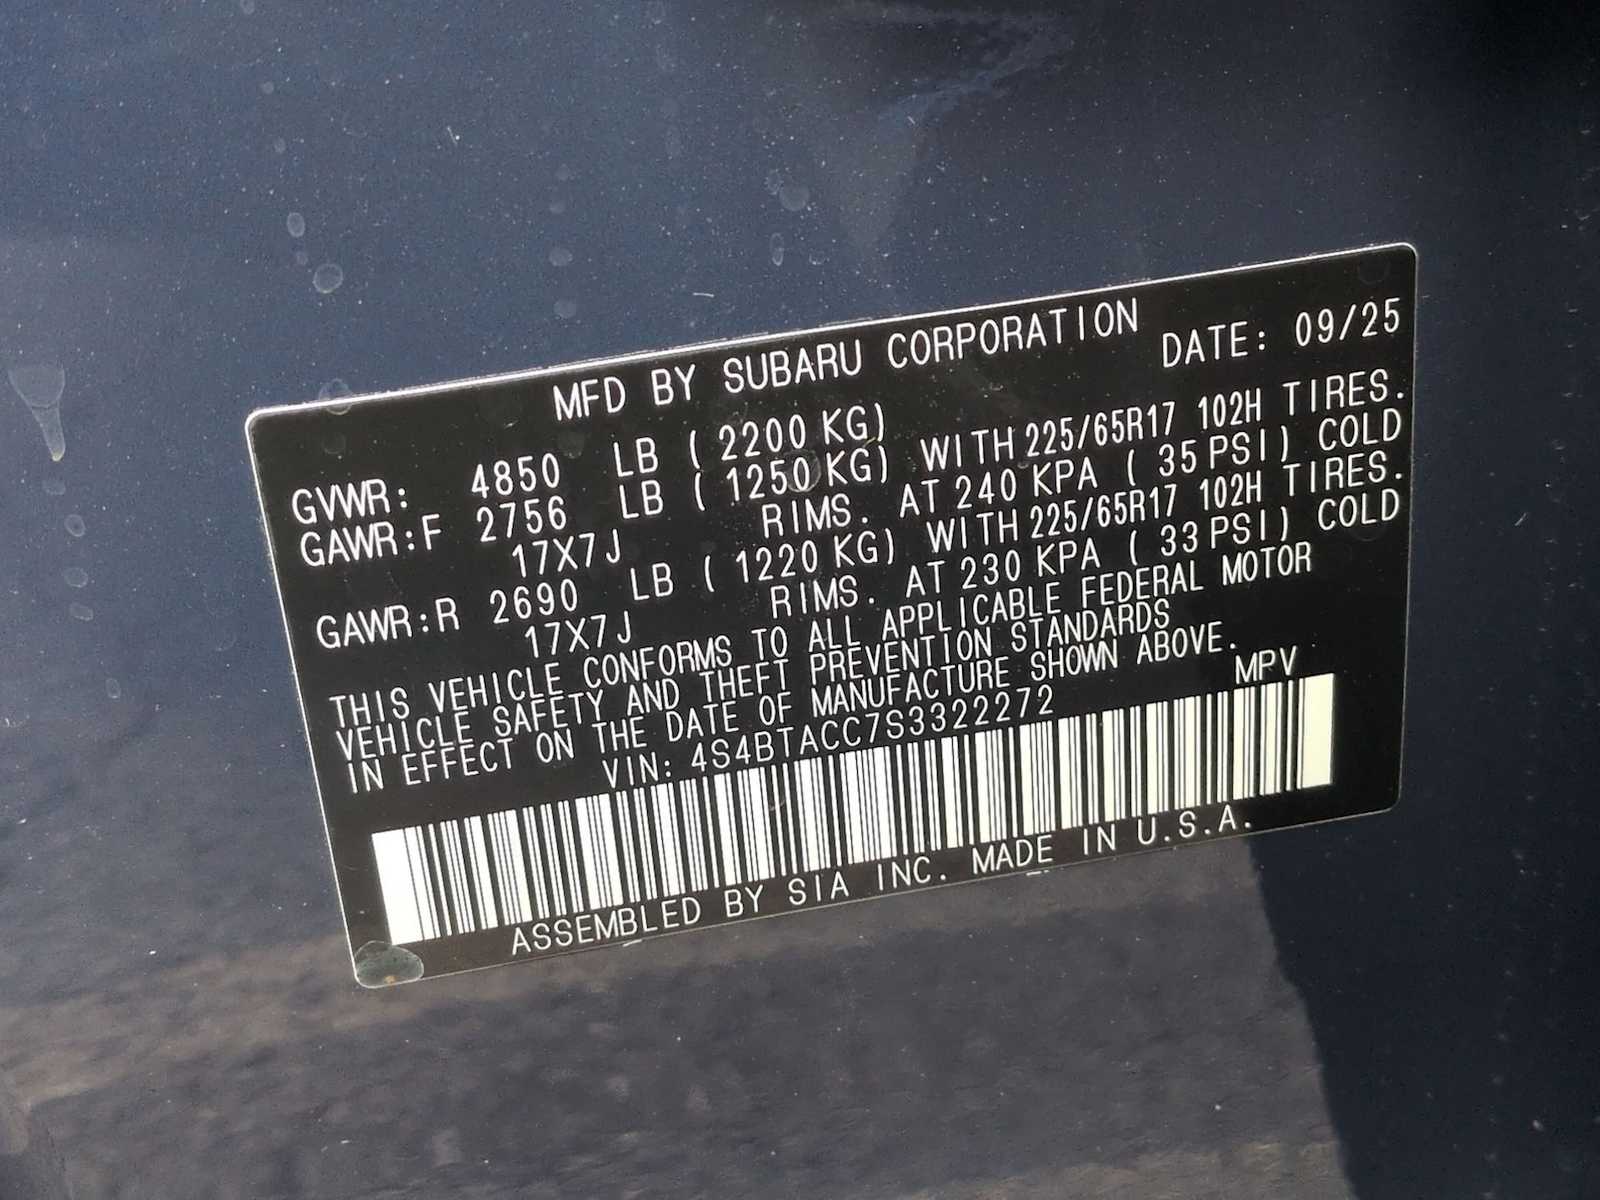 MFD BY SUBARU CORPORATION
DATE: 09/25
GVWR: 4850 LB ( 2200 KG)
GAWR:F 2756 LB ( 1250 KG) WITH 225/65R17 102H TIRES.
17X7J RIMS. AT 240 KPA ( 35 PSI) COLD
GAWR:R 2690 LB ( 1220 KG) WITH 225/65R17 102H TIRES.
17X7J RIMS. AT 230 KPA ( 33 PSI) COLD
THIS VEHICLE CONFORMS TO ALL APPLICABLE FEDERAL MOTOR
VEHICLE SAFETY AND THEFT PREVENTION STANDARDS
IN EFFECT ON THE DATE OF MANUFACTURE SHOWN ABOVE.
VIN: 4S4BTACC7S3322272 MPV
ASSEMBLED BY SIA INC. MADE IN U.S.A.